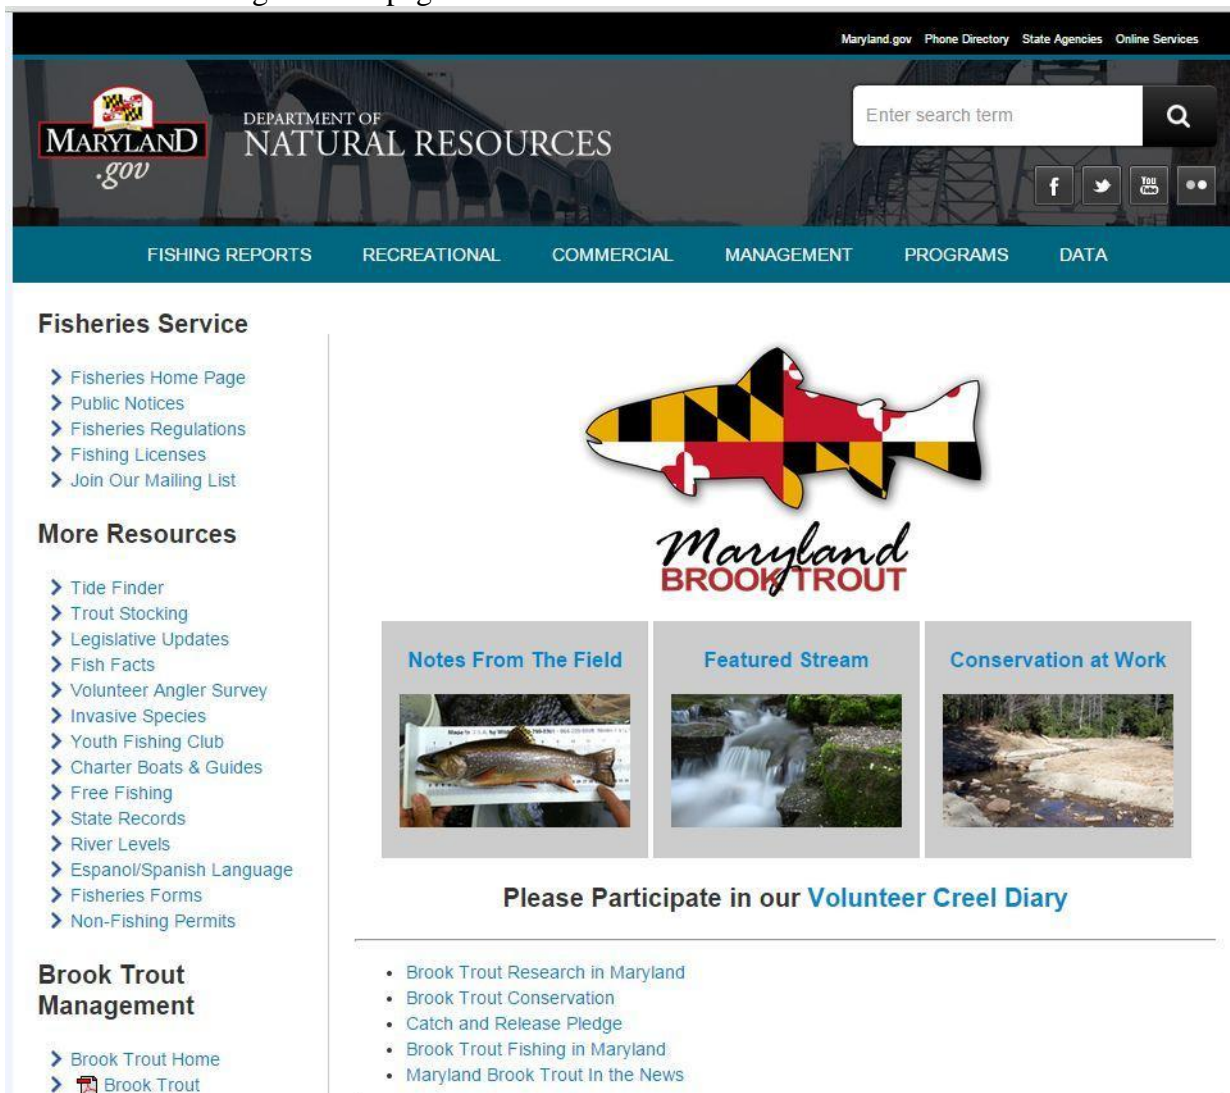 Maryland.gov Phone Directory State Agencies Online Services
MARYLAND
.gov
DEPARTMENT OF
NATURAL RESOURCES
Enter search term
FISHING REPORTS RECREATIONAL COMMERCIAL MANAGEMENT PROGRAMS DATA
Fisheries Service
Fisheries Home Page
Public Notices
Fisheries Regulations
Fishing Licenses
Join Our Mailing List
More Resources
Tide Finder
Trout Stocking
Legislative Updates
Fish Facts
Volunteer Angler Survey
Invasive Species
Youth Fishing Club
Charter Boats & Guides
Free Fishing
State Records
River Levels
Espanol/Spanish Language
Fisheries Forms
Non-Fishing Permits
Brook Trout
Management
Brook Trout Home
Brook Trout
Maryland
BROOK TROUT
Notes From The Field
Featured Stream
Conservation at Work
Please Participate in our Volunteer Creel Diary
Brook Trout Research in Maryland
Brook Trout Conservation
Catch and Release Pledge
Brook Trout Fishing in Maryland
Maryland Brook Trout In the News